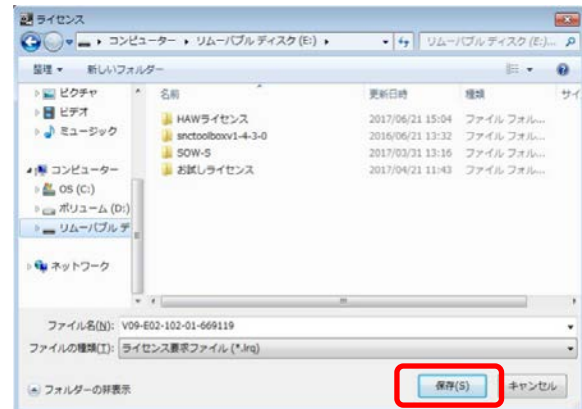 ライセンス
コンピューター ▸ リムーバブル ディスク (E:) ▸
リムーバブル ディスク (E:)...
整理 新しいフォルダー
ピクチャ
ビデオ
ミュージック
コンピューター
OS (C:)
ボリューム (D:)
リムーバブル デ
ネットワーク
名前 更新日時 種類 サイ
HAWライセンス 2017/06/21 15:04 ファイル フォル...
snctoolboxv1-4-3-0 2016/06/21 13:32 ファイル フォル...
SOW-S 2017/03/31 13:16 ファイル フォル...
お試しライセンス 2017/04/21 11:43 ファイル フォル...
ファイル名(N): V09-E02-102-01-669119
ファイルの種類(T): ライセンス要求ファイル (*.lrq)
フォルダーの非表示
保存(S) キャンセル